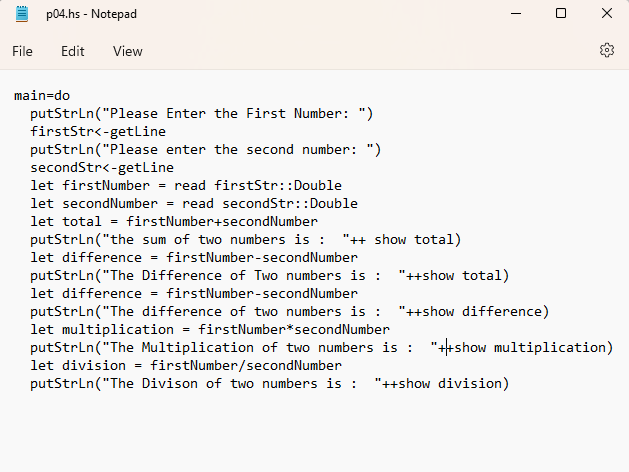 p04.hs - Notepad
File Edit View
main=do
  putStrLn("Please Enter the First Number: ")
  firstStr<-getLine
  putStrLn("Please enter the second number: ")
  secondStr<-getLine
  let firstNumber = read firstStr::Double
  let secondNumber = read secondStr::Double
  let total = firstNumber+secondNumber
  putStrLn("the sum of two numbers is :  "++ show total)
  let difference = firstNumber-secondNumber
  putStrLn("The Difference of Two numbers is :  "++show total)
  let difference = firstNumber-secondNumber
  putStrLn("The difference of two numbers is :  "++show difference)
  let multiplication = firstNumber*secondNumber
  putStrLn("The Multiplication of two numbers is :  "++show multiplication)
  let division = firstNumber/secondNumber
  putStrLn("The Divison of two numbers is :  "++show division)